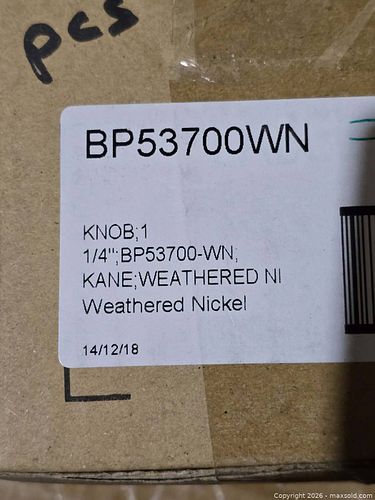 pcs
BP53700WN
KNOB;1
1/4";BP53700-WN;
KANE;WEATHERED NI
Weathered Nickel
14/12/18
Copyright 2026 - maxsold.com